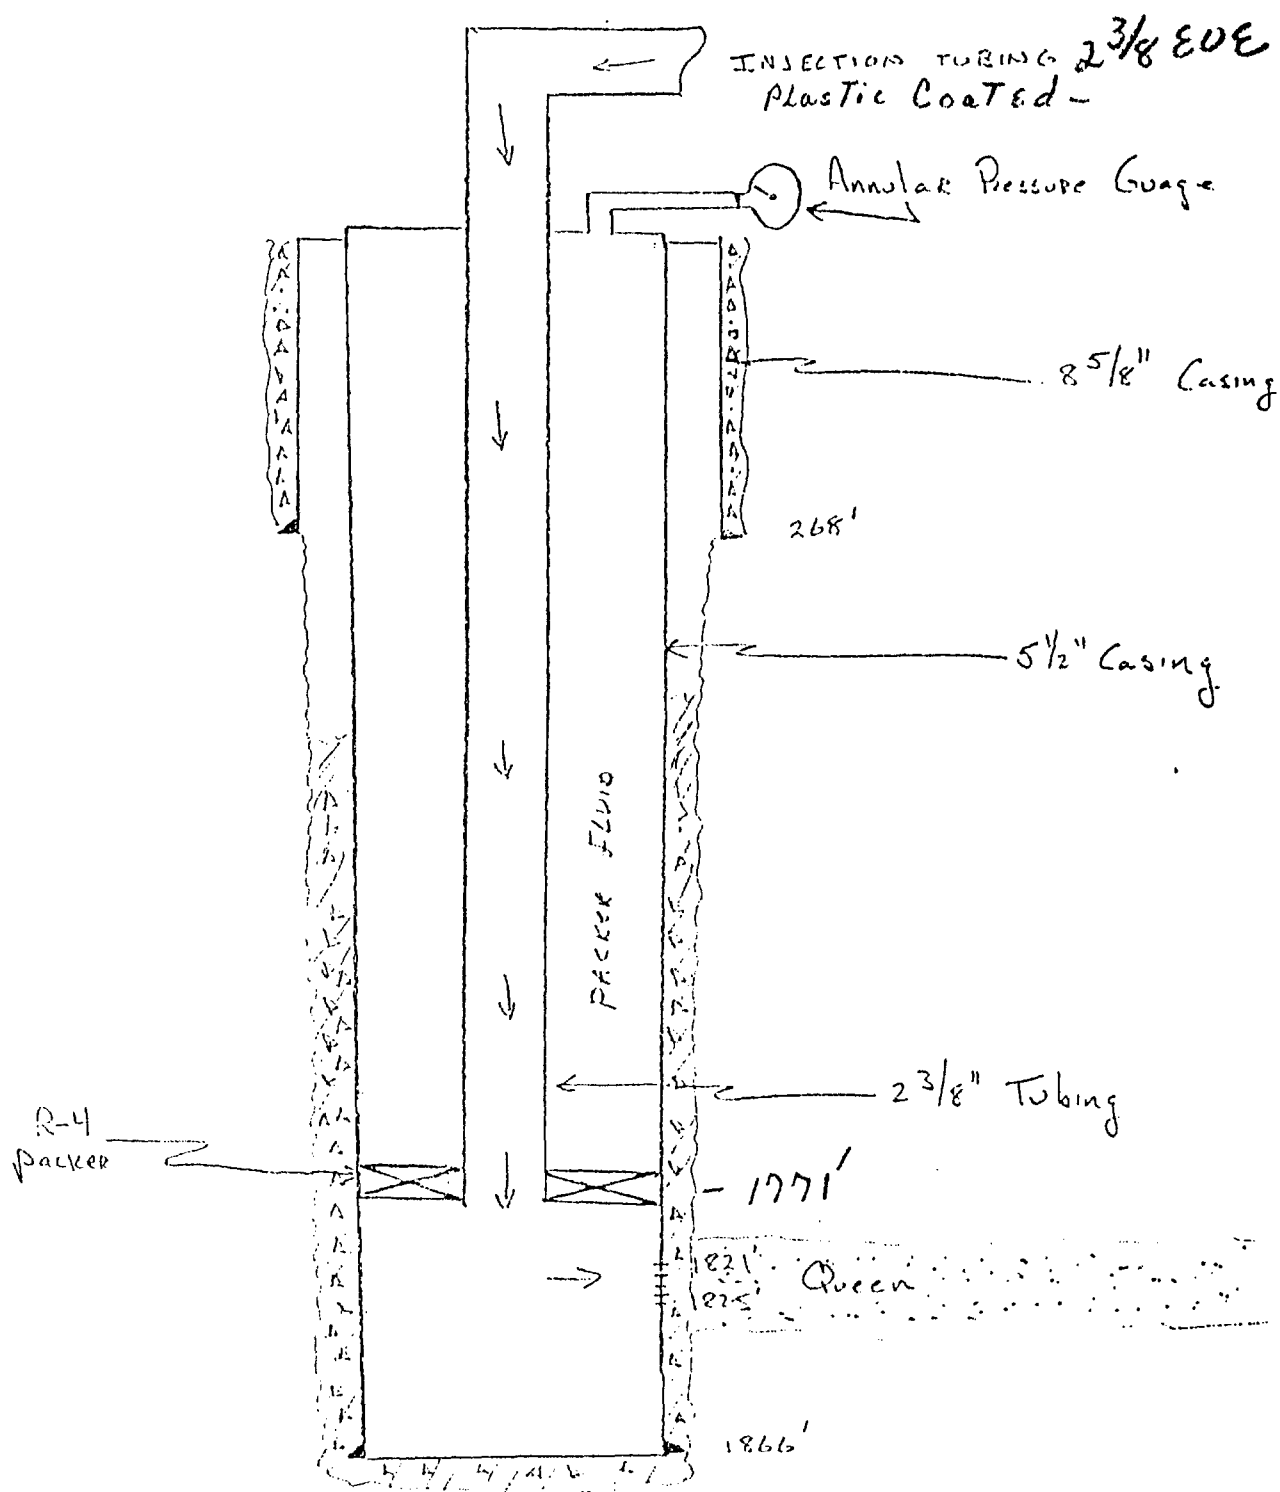 INJECTION TUBING 2 3/8 EUE
Plastic Coated -
Annular Pressure Guage
8 5/8" Casing
268'
5 1/2" Casing
PACKER FLUID
2 3/8" Tubing
R-4
packer
- 1771'
1821'
Queen
1825'
1866'